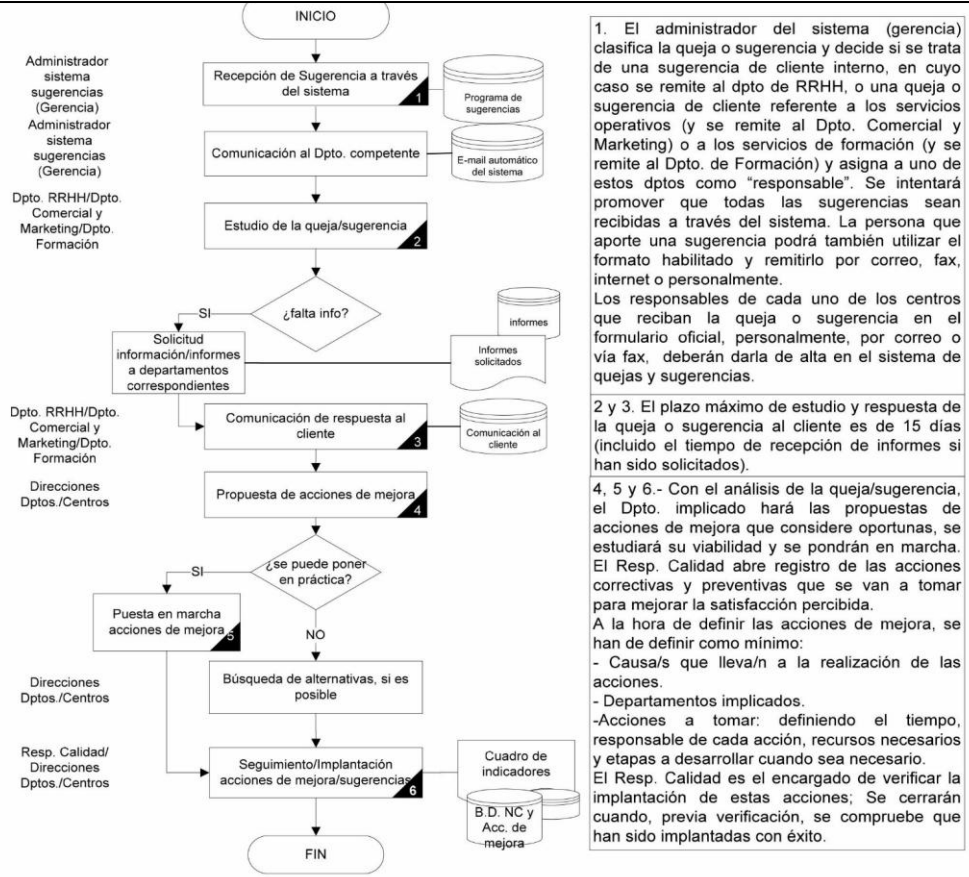 INICIO
Administrador
sistema
sugerencias
(Gerencia)
Recepción de Sugerencia a través
del sistema
1
Programa de
sugerencias
Administrador
sistema
sugerencias
(Gerencia)
Comunicación al Dpto. competente
E-mail automático
del sistema
Dpto. RRHH/Dpto.
Comercial y
Marketing/Dpto.
Formación
Estudio de la queja/sugerencia
2
¿falta info?
SI
Solicitud
información/informes
a departamentos
correspondientes
informes
Informes
solicitados
Dpto. RRHH/Dpto.
Comercial y
Marketing/Dpto.
Formación
Comunicación de respuesta al
cliente
3
Comunicación al
cliente
Direcciones
Dptos./Centros
Propuesta de acciones de mejora
4
¿se puede poner
en práctica?
SI
Puesta en marcha
acciones de mejora
5
NO
Direcciones
Dptos./Centros
Búsqueda de alternativas, si es
posible
Resp. Calidad/
Direcciones
Dptos./Centros
Seguimiento/Implantación
acciones de mejora/sugerencias
6
Cuadro de
indicadores
B.D. NC y
Acc. de
mejora
FIN
1. El administrador del sistema (gerencia)
clasifica la queja o sugerencia y decide si se trata
de una sugerencia de cliente interno, en cuyo
caso se remite al dpto de RRHH, o una queja o
sugerencia de cliente referente a los servicios
operativos (y se remite al Dpto. Comercial y
Marketing) o a los servicios de formación (y se
remite al Dpto. de Formación) y asigna a uno de
estos dptos como “responsable”. Se intentará
promover que todas las sugerencias sean
recibidas a través del sistema. La persona que
aporte una sugerencia podrá también utilizar el
formato habilitado y remitirlo por correo, fax,
internet o personalmente.
Los responsables de cada uno de los centros
que reciban la queja o sugerencia en el
formulario oficial, personalmente, por correo o
vía fax, deberán darla de alta en el sistema de
quejas y sugerencias.
2 y 3. El plazo máximo de estudio y respuesta de
la queja o sugerencia al cliente es de 15 días
(incluido el tiempo de recepción de informes si
han sido solicitados).
4, 5 y 6.- Con el análisis de la queja/sugerencia,
el Dpto. implicado hará las propuestas de
acciones de mejora que considere oportunas, se
estudiará su viabilidad y se pondrán en marcha.
El Resp. Calidad abre registro de las acciones
correctivas y preventivas que se van a tomar
para mejorar la satisfacción percibida.
A la hora de definir las acciones de mejora, se
han de definir como mínimo:
- Causa/s que lleva/n a la realización de las
acciones.
- Departamentos implicados.
-Acciones a tomar: definiendo el tiempo,
responsable de cada acción, recursos necesarios
y etapas a desarrollar cuando sea necesario.
El Resp. Calidad es el encargado de verificar la
implantación de estas acciones; Se cerrarán
cuando, previa verificación, se compruebe que
han sido implantadas con éxito.